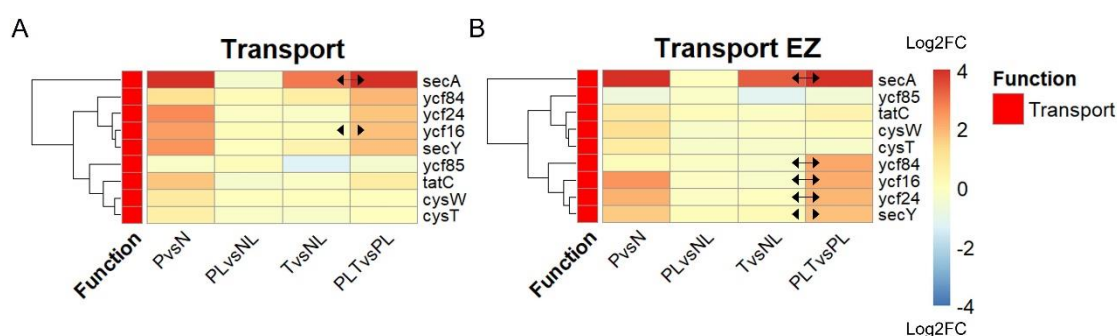 A
Transport
secA
ycf84
ycf24
ycf16
secY
ycf85
tatC
cysW
cysT
Function
PvsN
PLvsNL
TvsNL
PLTvsPL
B
Transport EZ
secA
ycf85
tatC
cysW
cysT
ycf84
ycf16
ycf24
secY
Function
PvsN
PLvsNL
TvsNL
PLTvsPL
Log2FC
4
2
0
-2
-4
Log2FC
Function
Transport